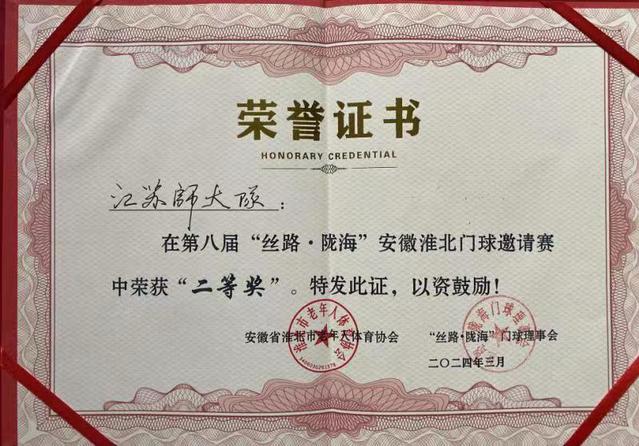 荣誉证书
HONORARY CREDENTIAL
江苏師大队：
在第八届“丝路·陇海”安徽淮北门球邀请赛
中荣获“二等奖”。特发此证，以资鼓励！
安徽省淮北市老年人体育协会 “丝路·陇海”门球理事会
二〇二四年三月